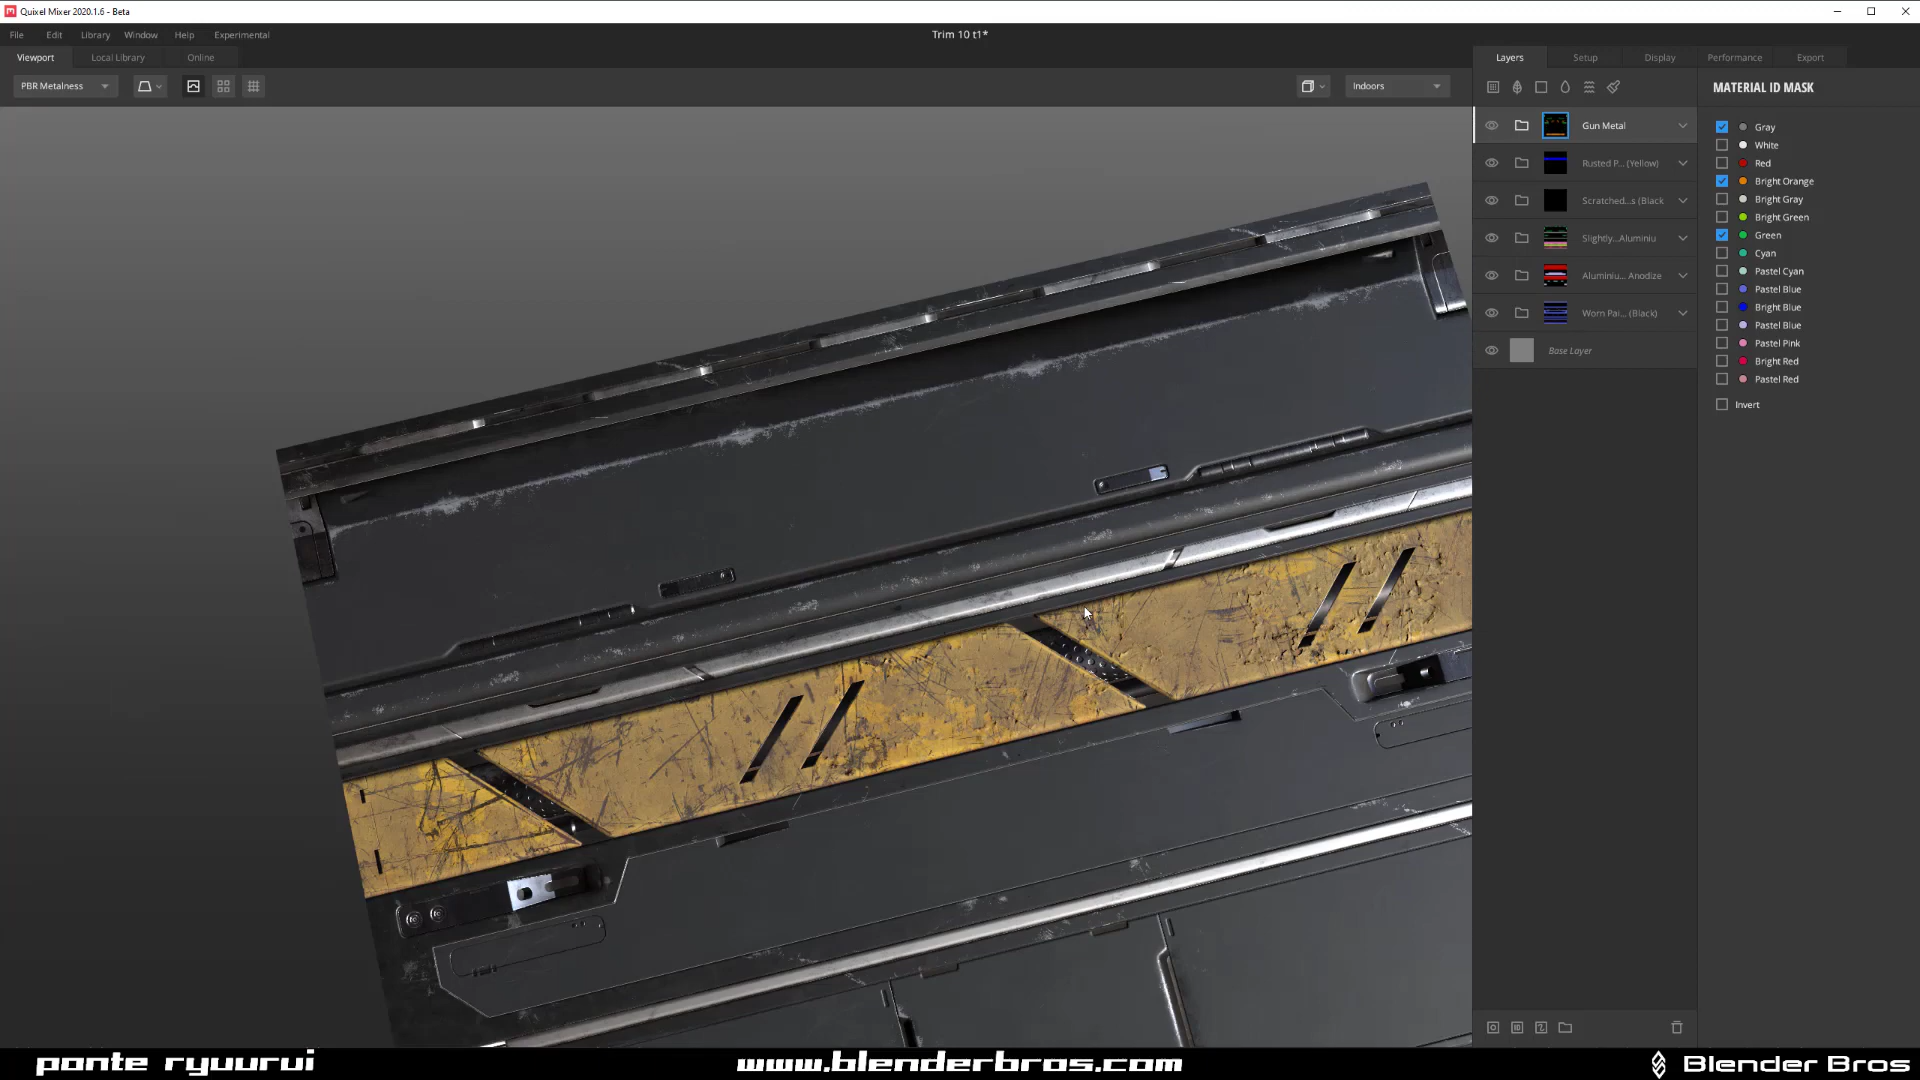 Quixel Mixer 2020.1.6 - Beta
File Edit Library Window Help Experimental
Trim 10 t1*
Viewport Local Library Online
Layers Setup Display Performance Export
PBR Metalness
Indoors
MATERIAL ID MASK
Gun Metal
Rusted P... (Yellow)
Scratched...s (Black
Slightly...Aluminiu
Aluminiu... Anodize
Worn Pai... (Black)
Base Layer
Gray
White
Red
Bright Orange
Bright Gray
Bright Green
Green
Cyan
Pastel Cyan
Pastel Blue
Bright Blue
Pastel Blue
Pastel Pink
Bright Red
Pastel Red
Invert
ponte ryuurui
www.blenderbros.com
Blender Bros